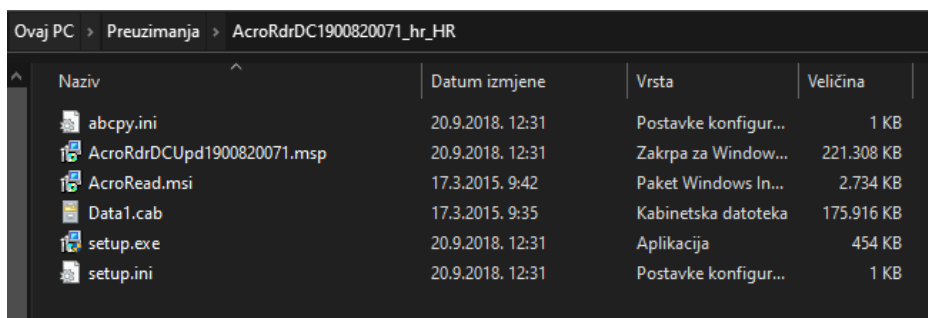 Ovaj PC > Preuzimanja > AcroRdrDC1900820071_hr_HR
Naziv Datum izmjene Vrsta Veličina
abcpy.ini 20.9.2018. 12:31 Postavke konfigur... 1 KB
AcroRdrDCUpd1900820071.msp 20.9.2018. 12:31 Zakrpa za Window... 221.308 KB
AcroRead.msi 17.3.2015. 9:42 Paket Windows In... 2.734 KB
Data1.cab 17.3.2015. 9:35 Kabinetska datoteka 175.916 KB
setup.exe 20.9.2018. 12:31 Aplikacija 454 KB
setup.ini 20.9.2018. 12:31 Postavke konfigur... 1 KB